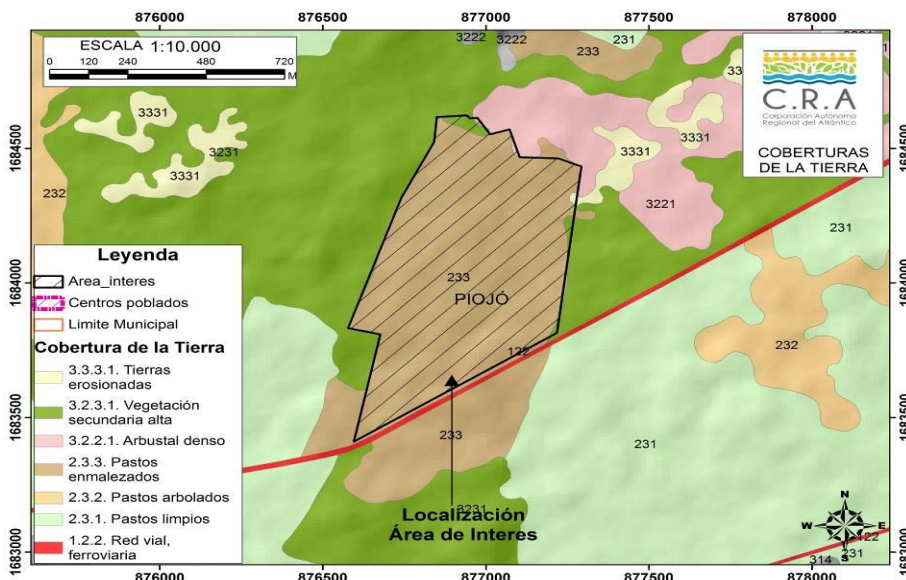 876000 876500 877000 877500 878000
ESCALA 1:10.000
0 120 240 480 720
M
C.R.A
Corporación Autónoma
Regional del Atlántico
COBERTURAS
DE LA TIERRA
3222
3222
233
231
3331
3331
3231
3331
3331
3331
3221
232
231
233
PIOJÓ
122
232
233
231
3231
Localización
Área de Interes
N
W E
S
122
231
314
Leyenda
Area_interes
Centros poblados
Limite Municipal
Cobertura de la Tierra
3.3.3.1. Tierras
erosionadas
3.2.3.1. Vegetación
secundaria alta
3.2.2.1. Arbustal denso
2.3.3. Pastos
enmalezados
2.3.2. Pastos arbolados
2.3.1. Pastos limpios
1.2.2. Red vial,
ferroviaria
1684500
1684000
1683500
1683000
1684500
1684000
1683500
1683000
876000 876500 877000 877500 878000